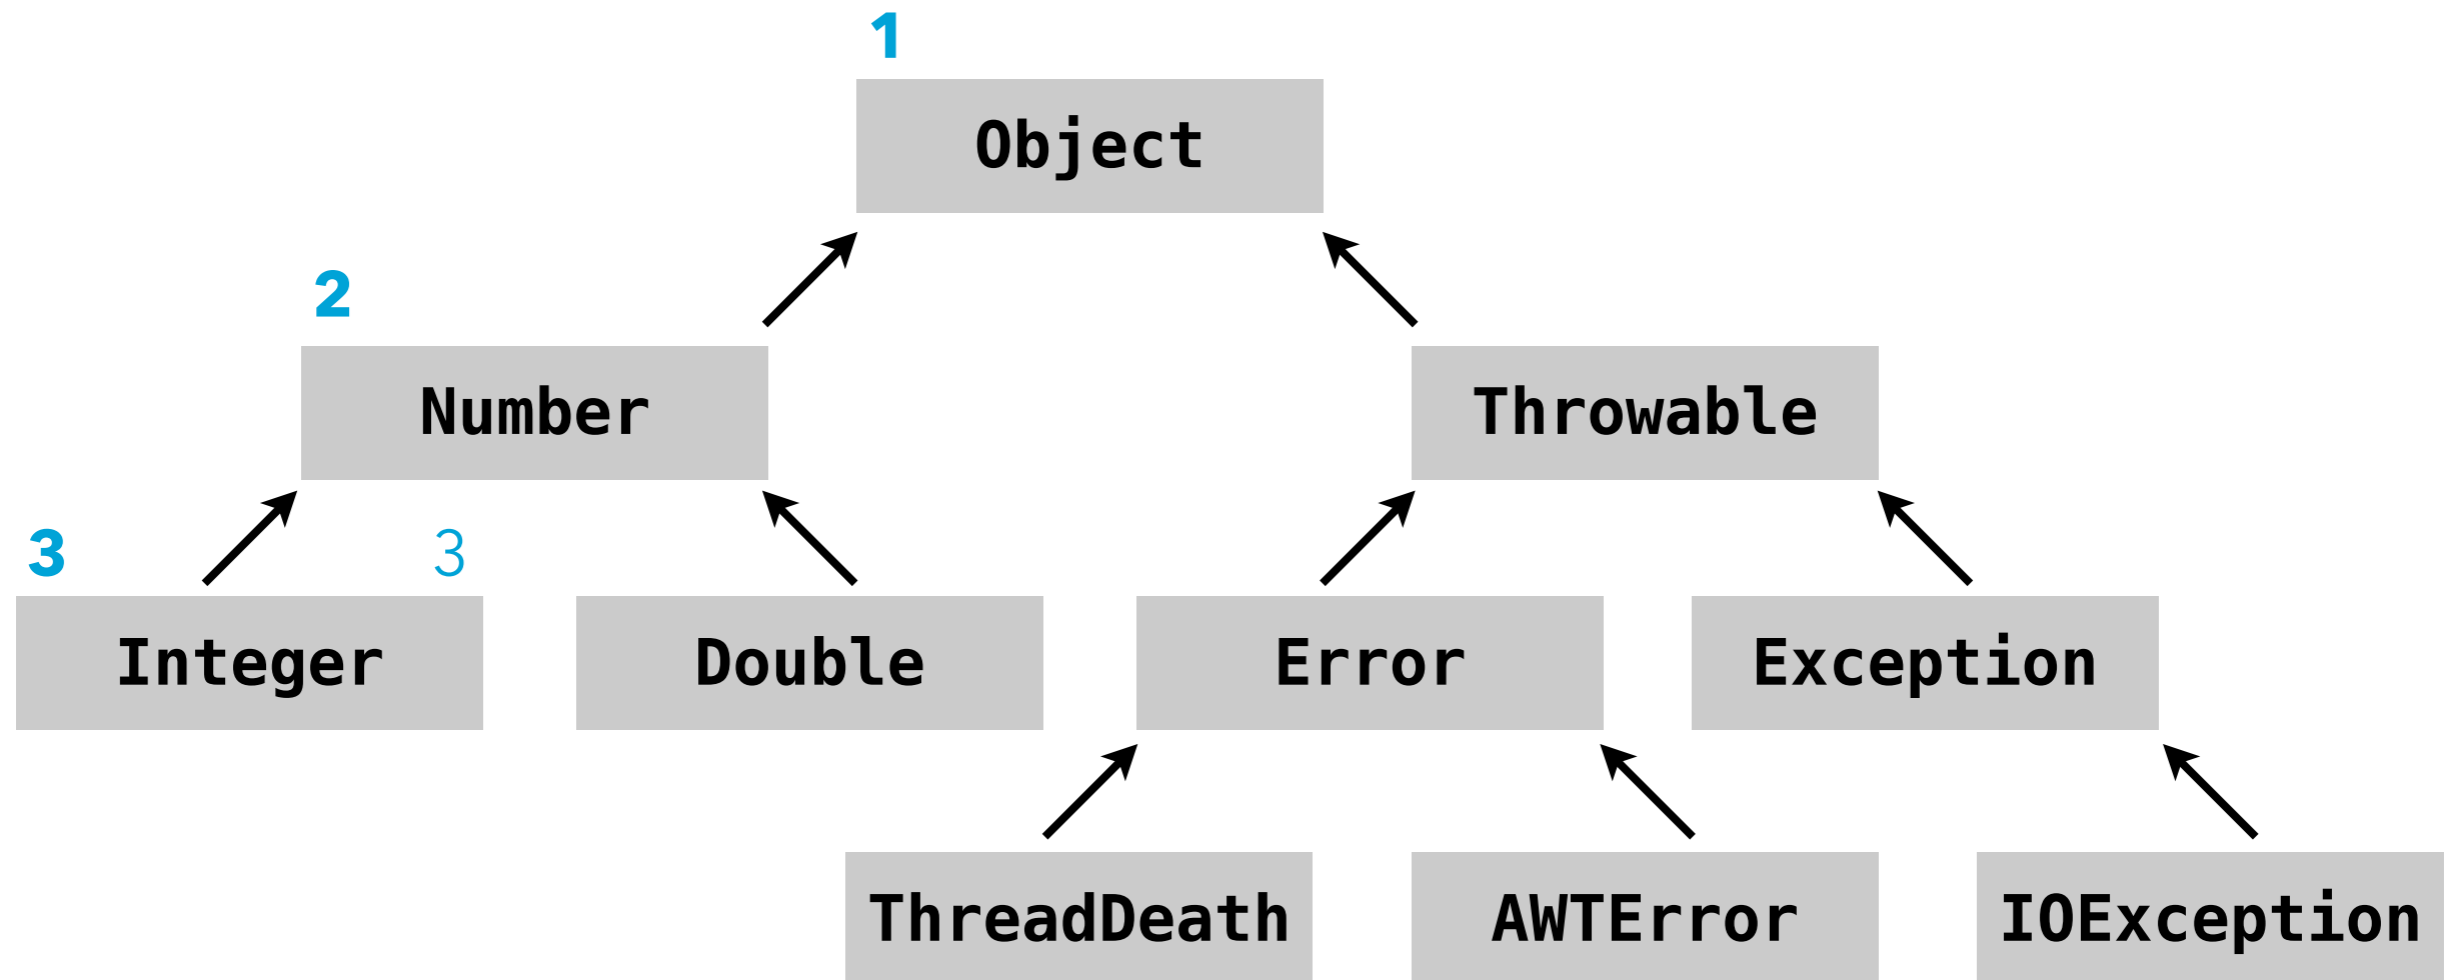 1
Object
2
Number
Throwable
3
3
Integer
Double
Error
Exception
ThreadDeath
AWTError
IOException